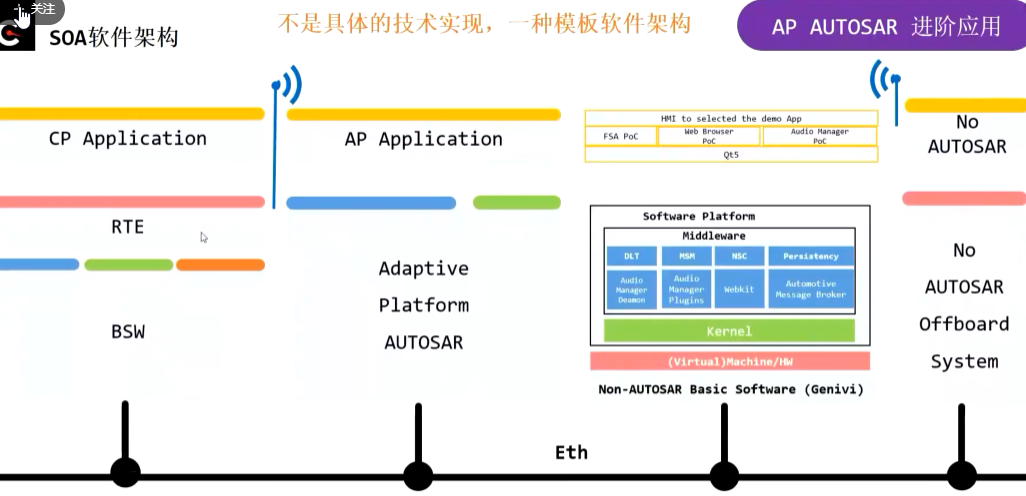 关注
SOA软件架构
不是具体的技术实现，一种模板软件架构
AP AUTOSAR 进阶应用
CP Application
RTE
BSW
AP Application
Adaptive
Platform
AUTOSAR
HMI to selected the demo App
FSA PoC
Web Browser
PoC
Audio Manager
PoC
Qt5
Software Platform
Middleware
DLT
MSM
NSC
Persistency
Audio
Manager
Deamon
Audio
Manager
Plugins
Webkit
Automotive
Message Broker
Kernel
(Virtual)Machine/HW
Non-AUTOSAR Basic Software (Genivi)
No
AUTOSAR
No
AUTOSAR
Offboard
System
Eth